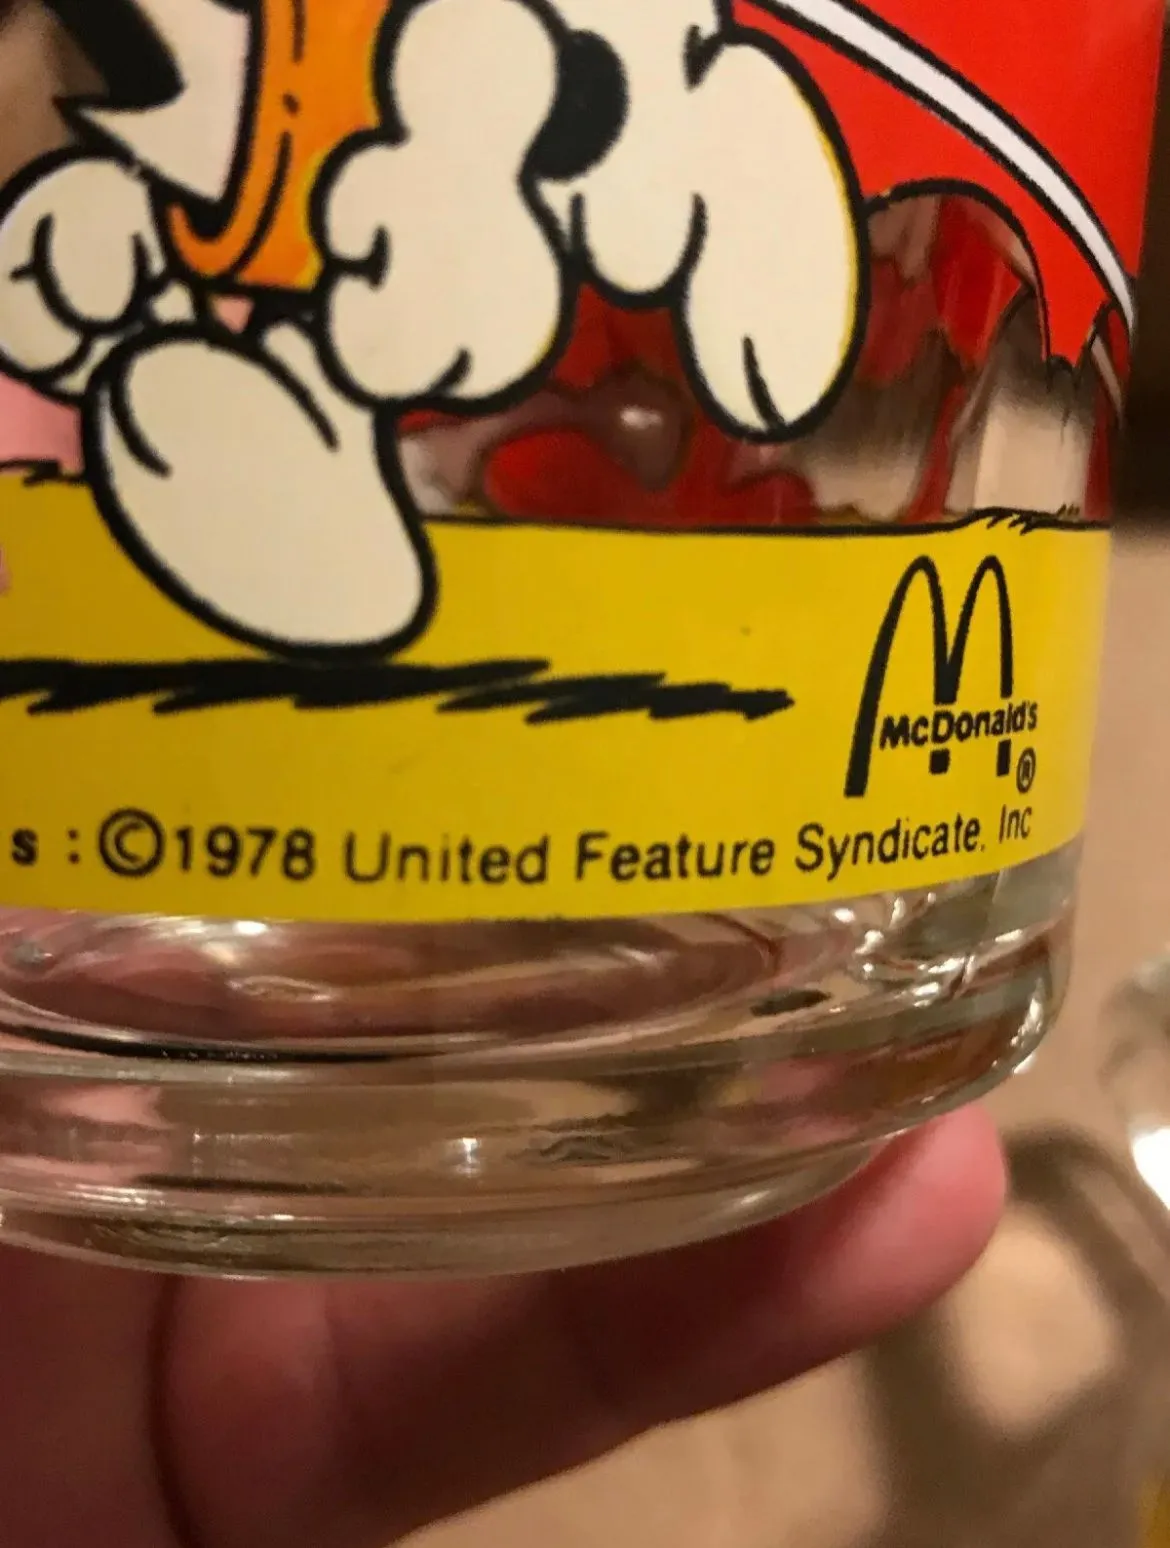 McDonald's
®
s : ©1978 United Feature Syndicate, Inc